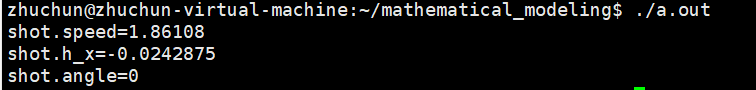 zhuchun@zhuchun-virtual-machine:~/mathematical_modeling$ ./a.out
shot.speed=1.86108
shot.h_x=-0.0242875
shot.angle=0